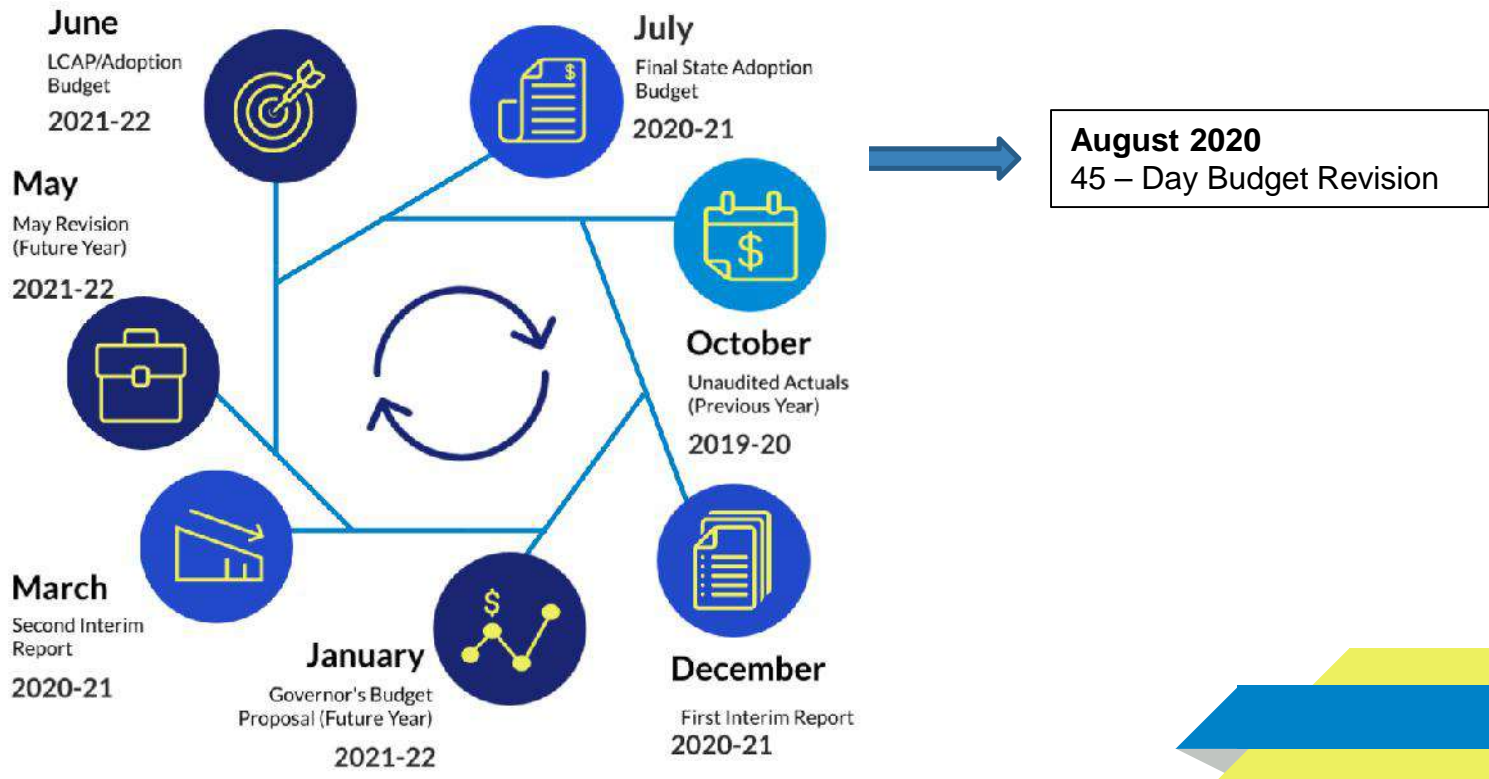 June
LCAP/Adoption
Budget
2021-22
July
Final State Adoption
Budget
2020-21
August 2020
45 – Day Budget Revision
May
May Revision
(Future Year)
2021-22
October
Unaudited Actuals
(Previous Year)
2019-20
March
Second Interim
Report
2020-21
January
Governor's Budget
Proposal (Future Year)
2021-22
December
First Interim Report
2020-21
$
$
$